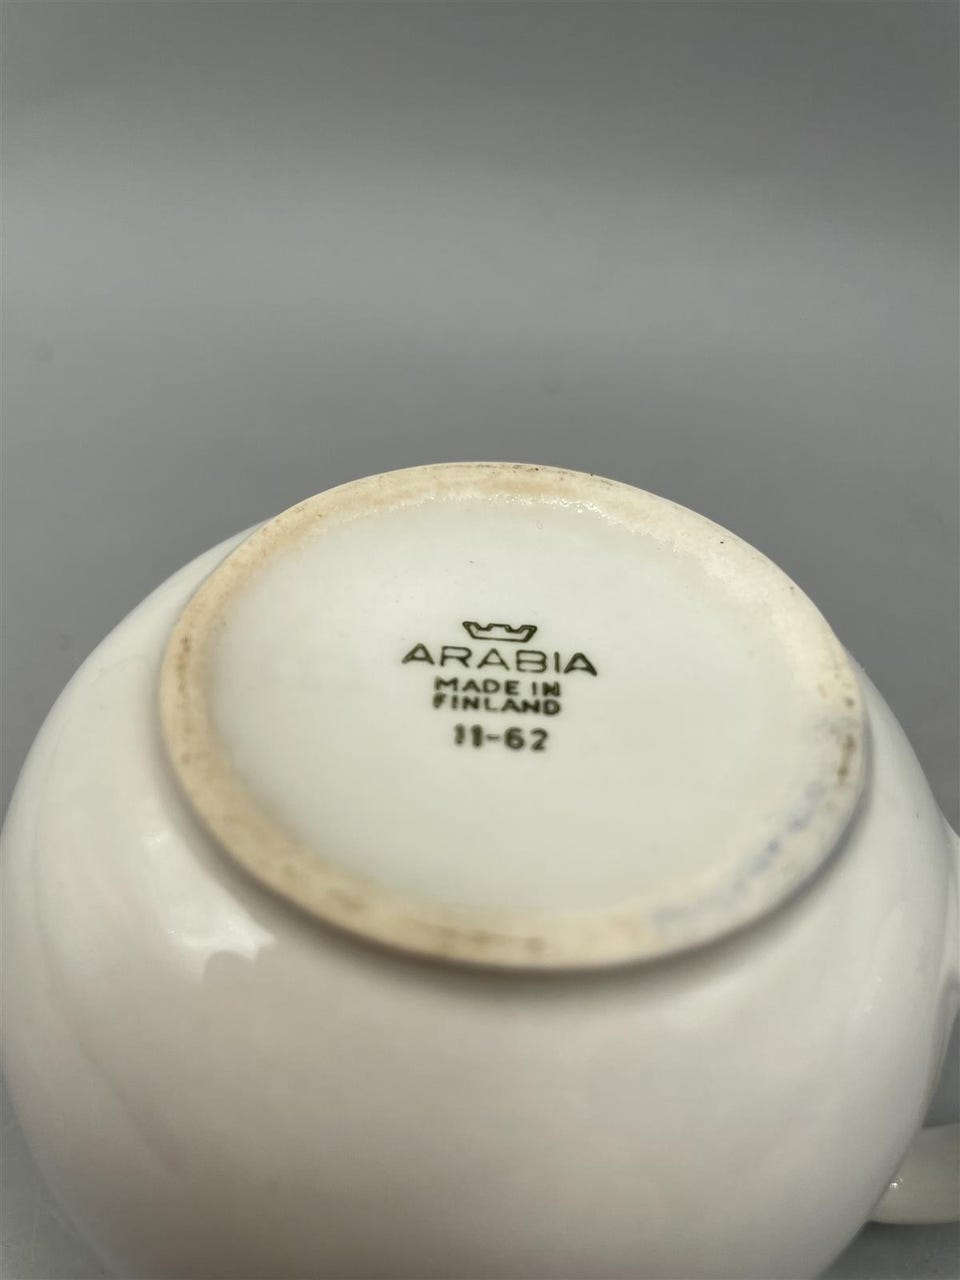 ARABIA
MADE IN
FINLAND
11-62